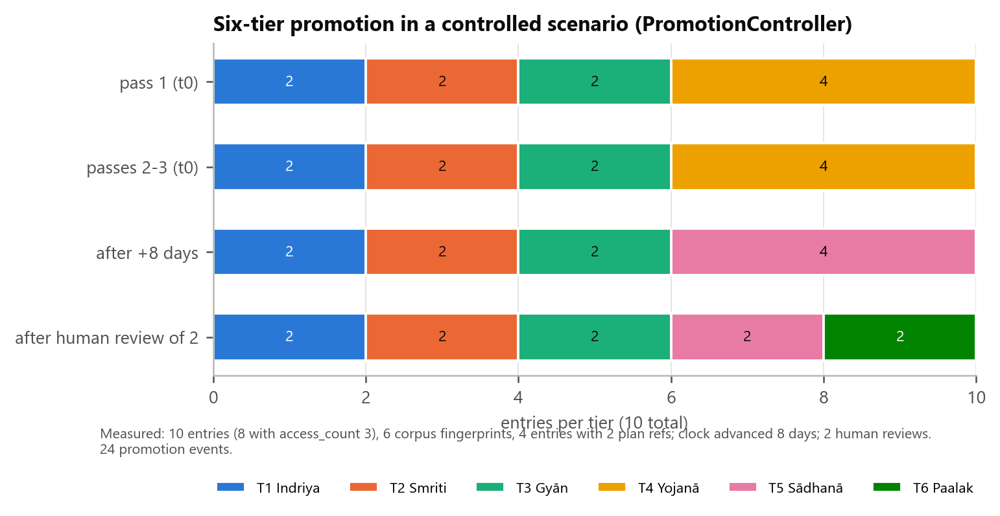 Six-tier promotion in a controlled scenario (PromotionController)
pass 1 (t0)
2 2 2 4
passes 2-3 (t0)
2 2 2 4
after +8 days
2 2 2 4
after human review of 2
2 2 2 2 2
0 2 4 6 8 10
entries per tier (10 total)
Measured: 10 entries (8 with access_count 3), 6 corpus fingerprints, 4 entries with 2 plan refs; clock advanced 8 days; 2 human reviews.
24 promotion events.
T1 Indriya T2 Smriti T3 Gyān T4 Yojanā T5 Sādhanā T6 Paalak